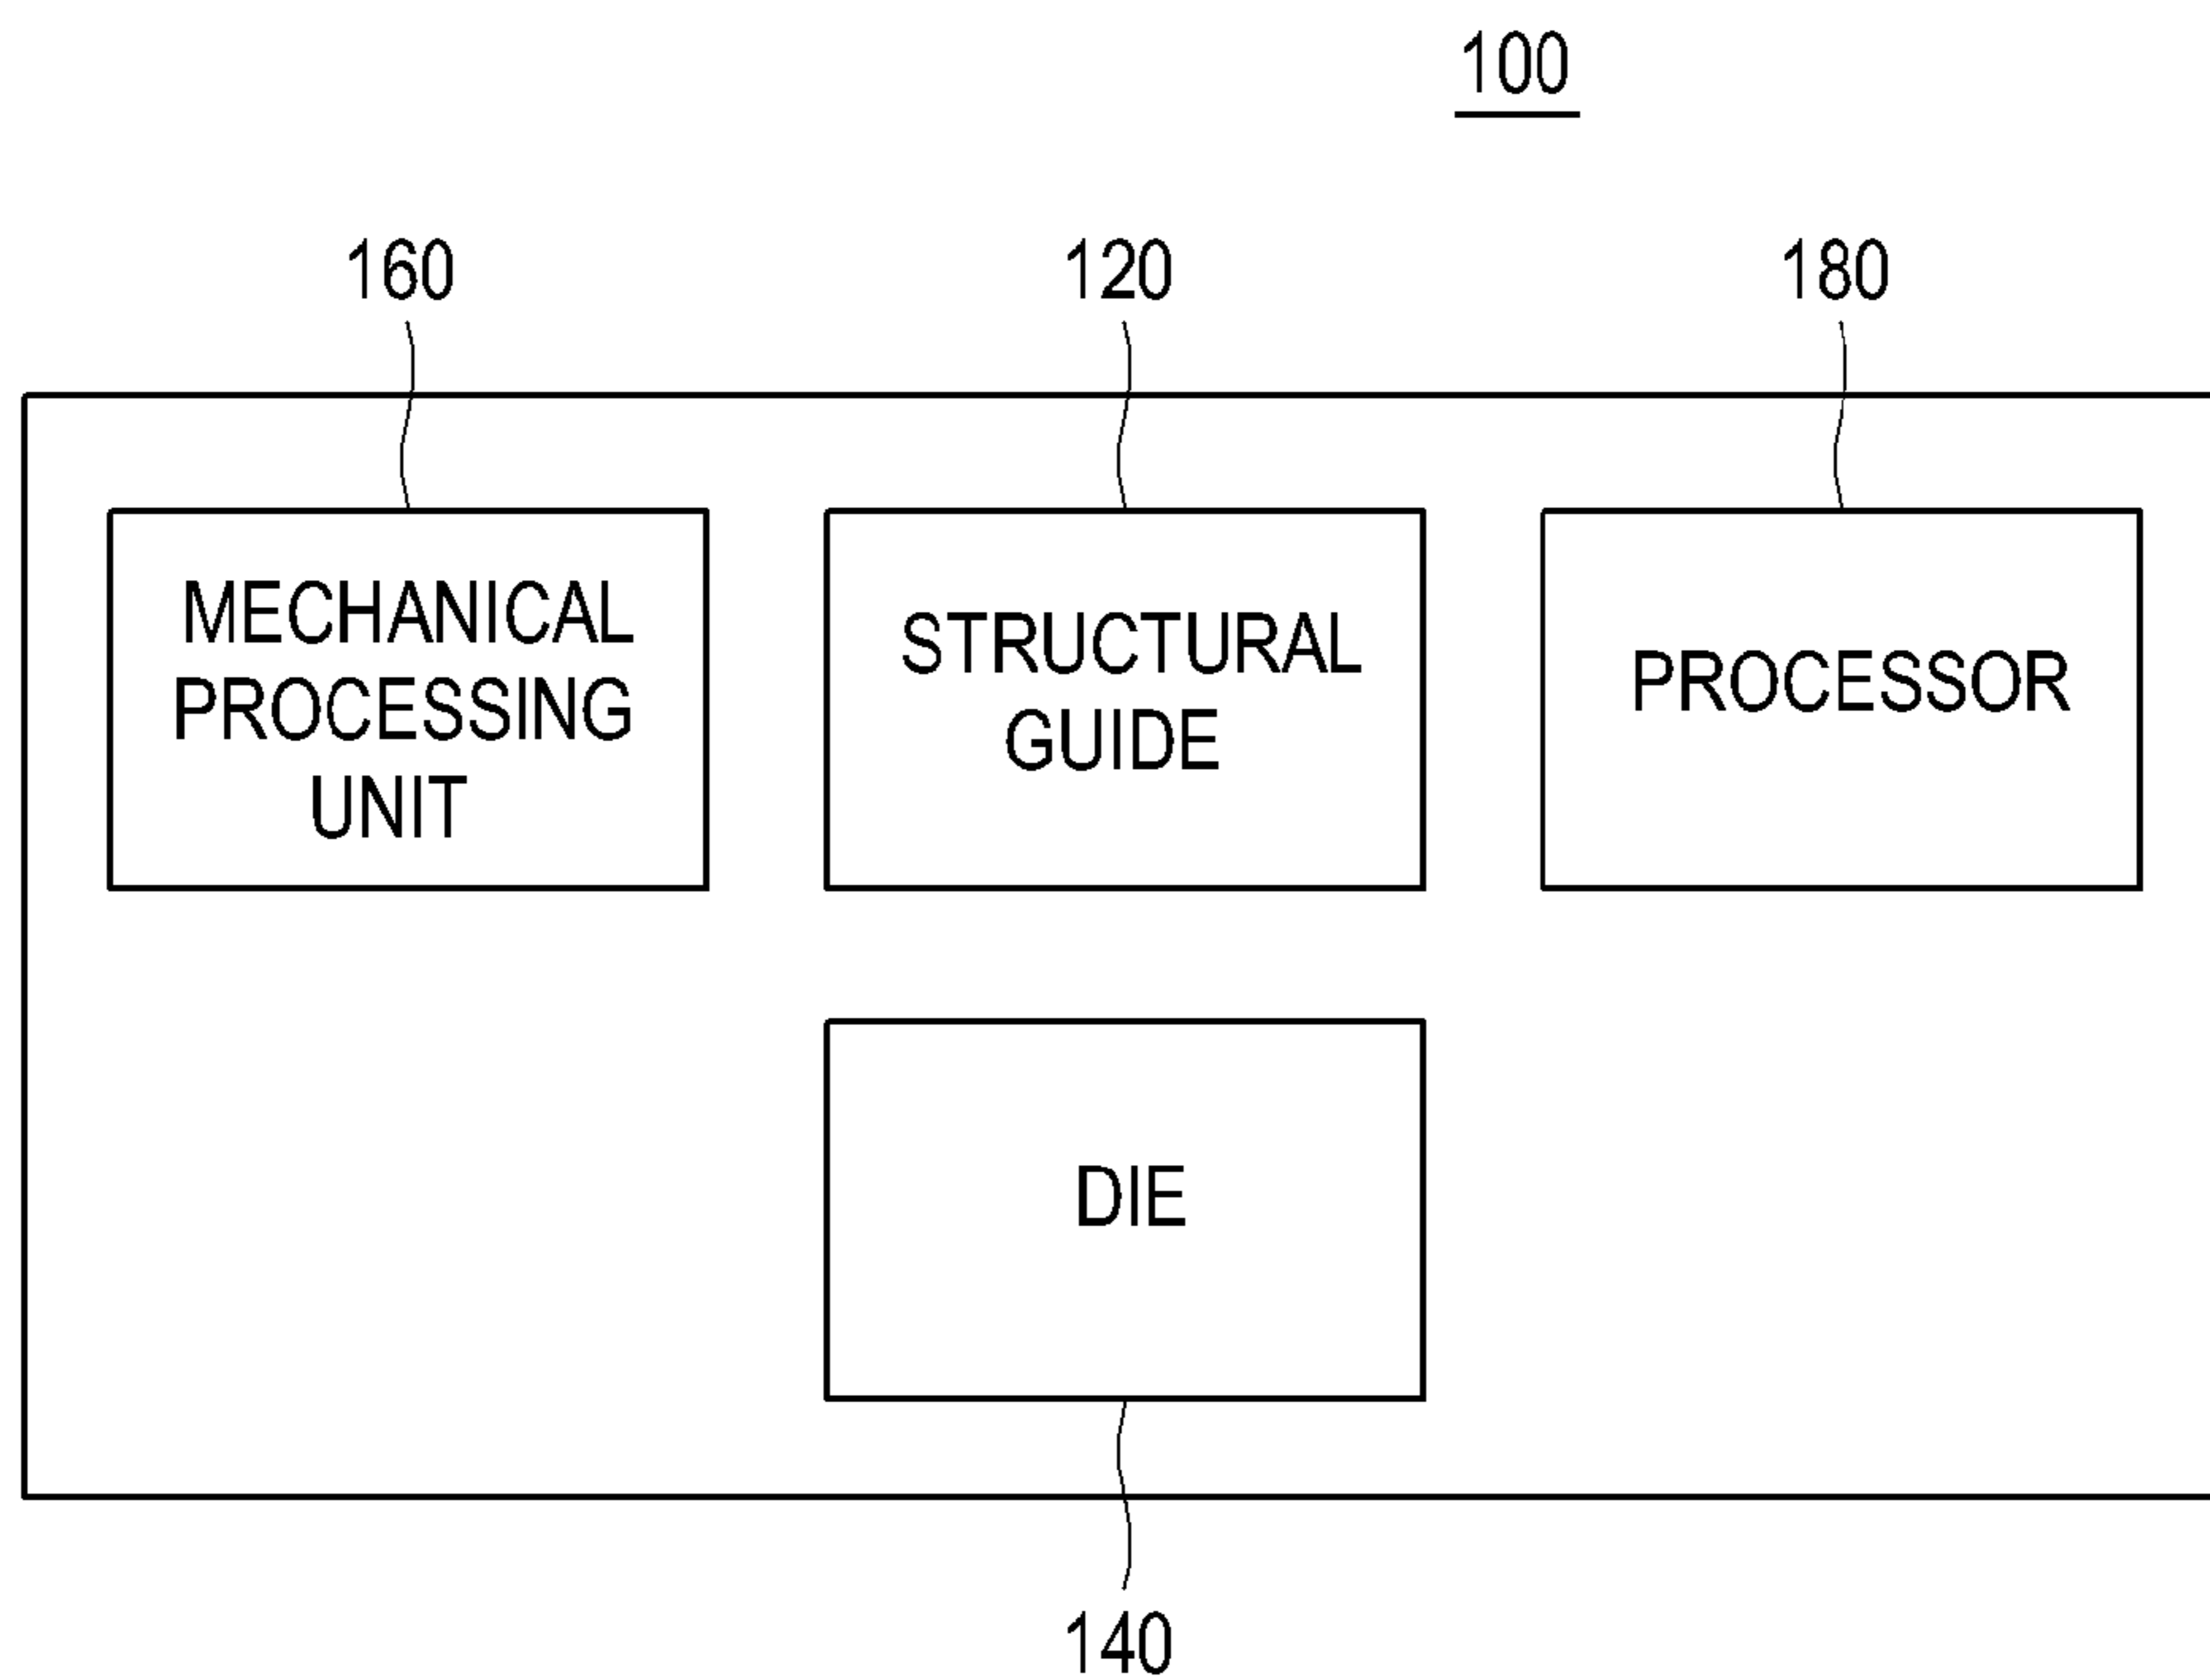 100
160
120
180
MECHANICAL
PROCESSING
UNIT
STRUCTURAL
GUIDE
PROCESSOR
DIE
140